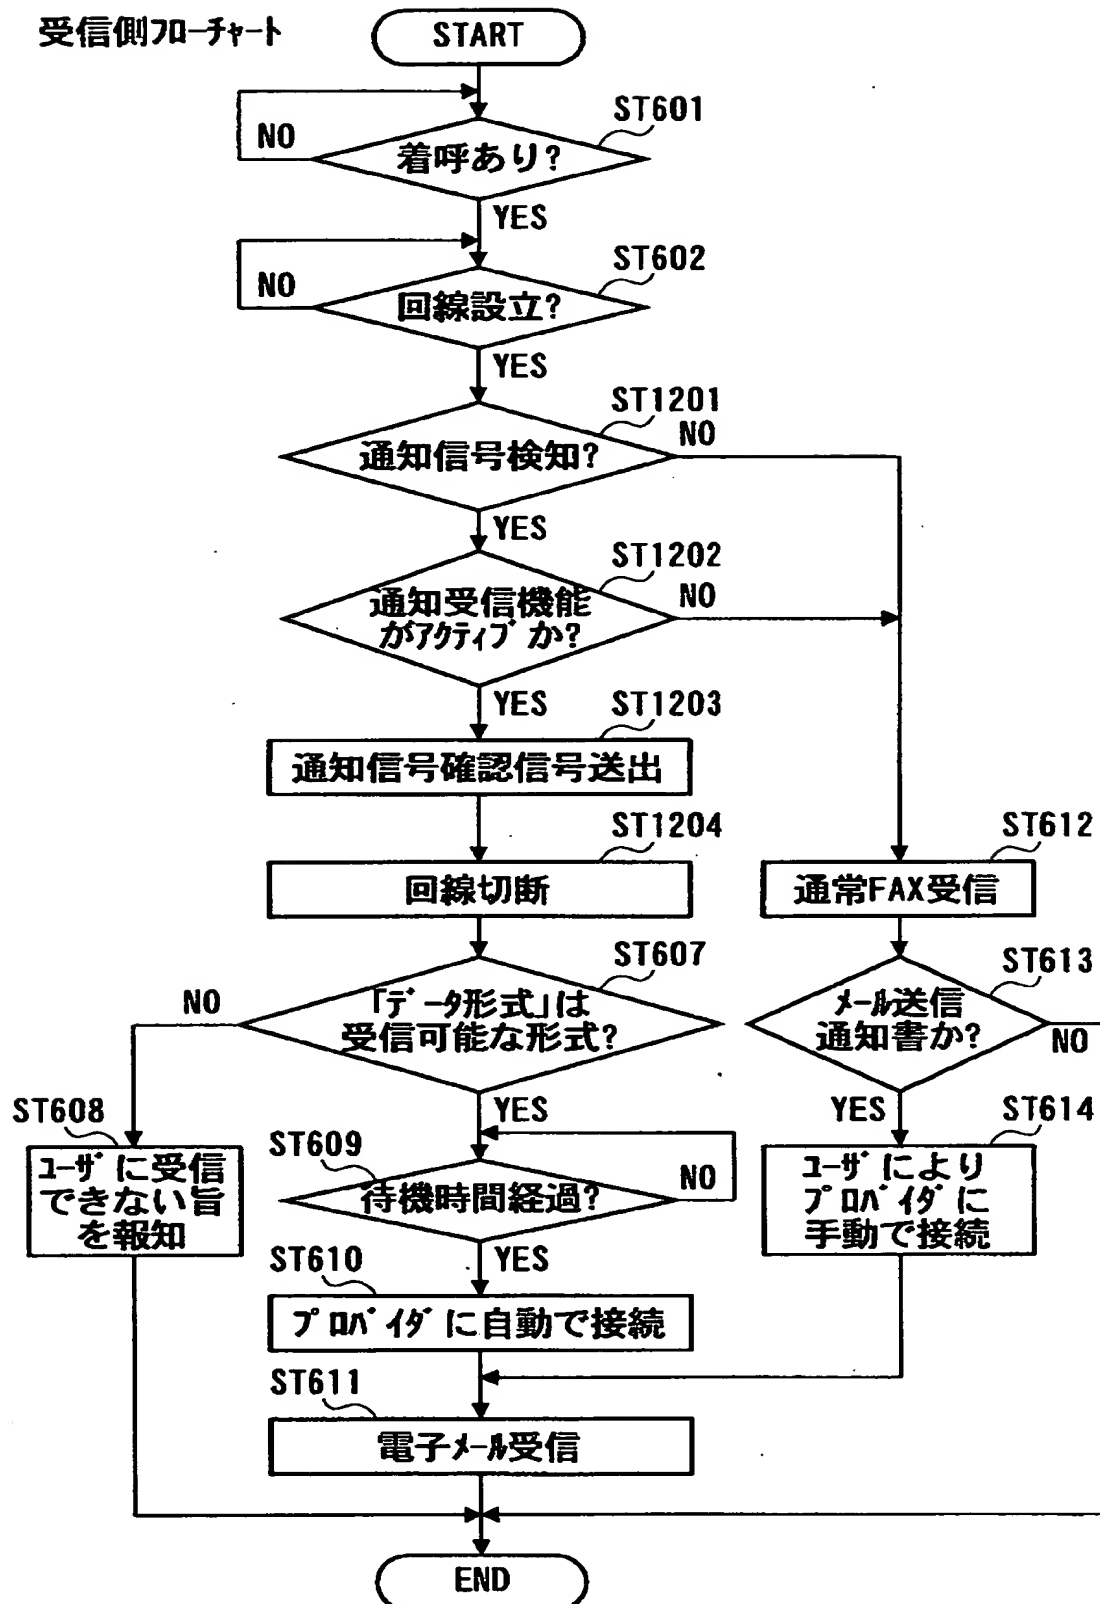 受信側フローチャート
START
ST601
NO
着呼あり?
YES
ST602
NO
回線設立?
YES
ST1201
NO
通知信号検知?
YES
ST1202
通知受信機能
がアクティブか?
NO
YES
ST1203
通知信号確認信号送出
ST1204
回線切断
ST612
通常FAX受信
ST607
NO
「データ形式」は
受信可能な形式?
YES
ST613
メール送信
通知書か?
NO
YES
ST608
ユーザに受信
できない旨
を報知
ST609
待機時間経過?
NO
YES
ST614
ユーザにより
プロバイダに
手動で接続
ST610
プロバイダに自動で接続
ST611
電子メール受信
END